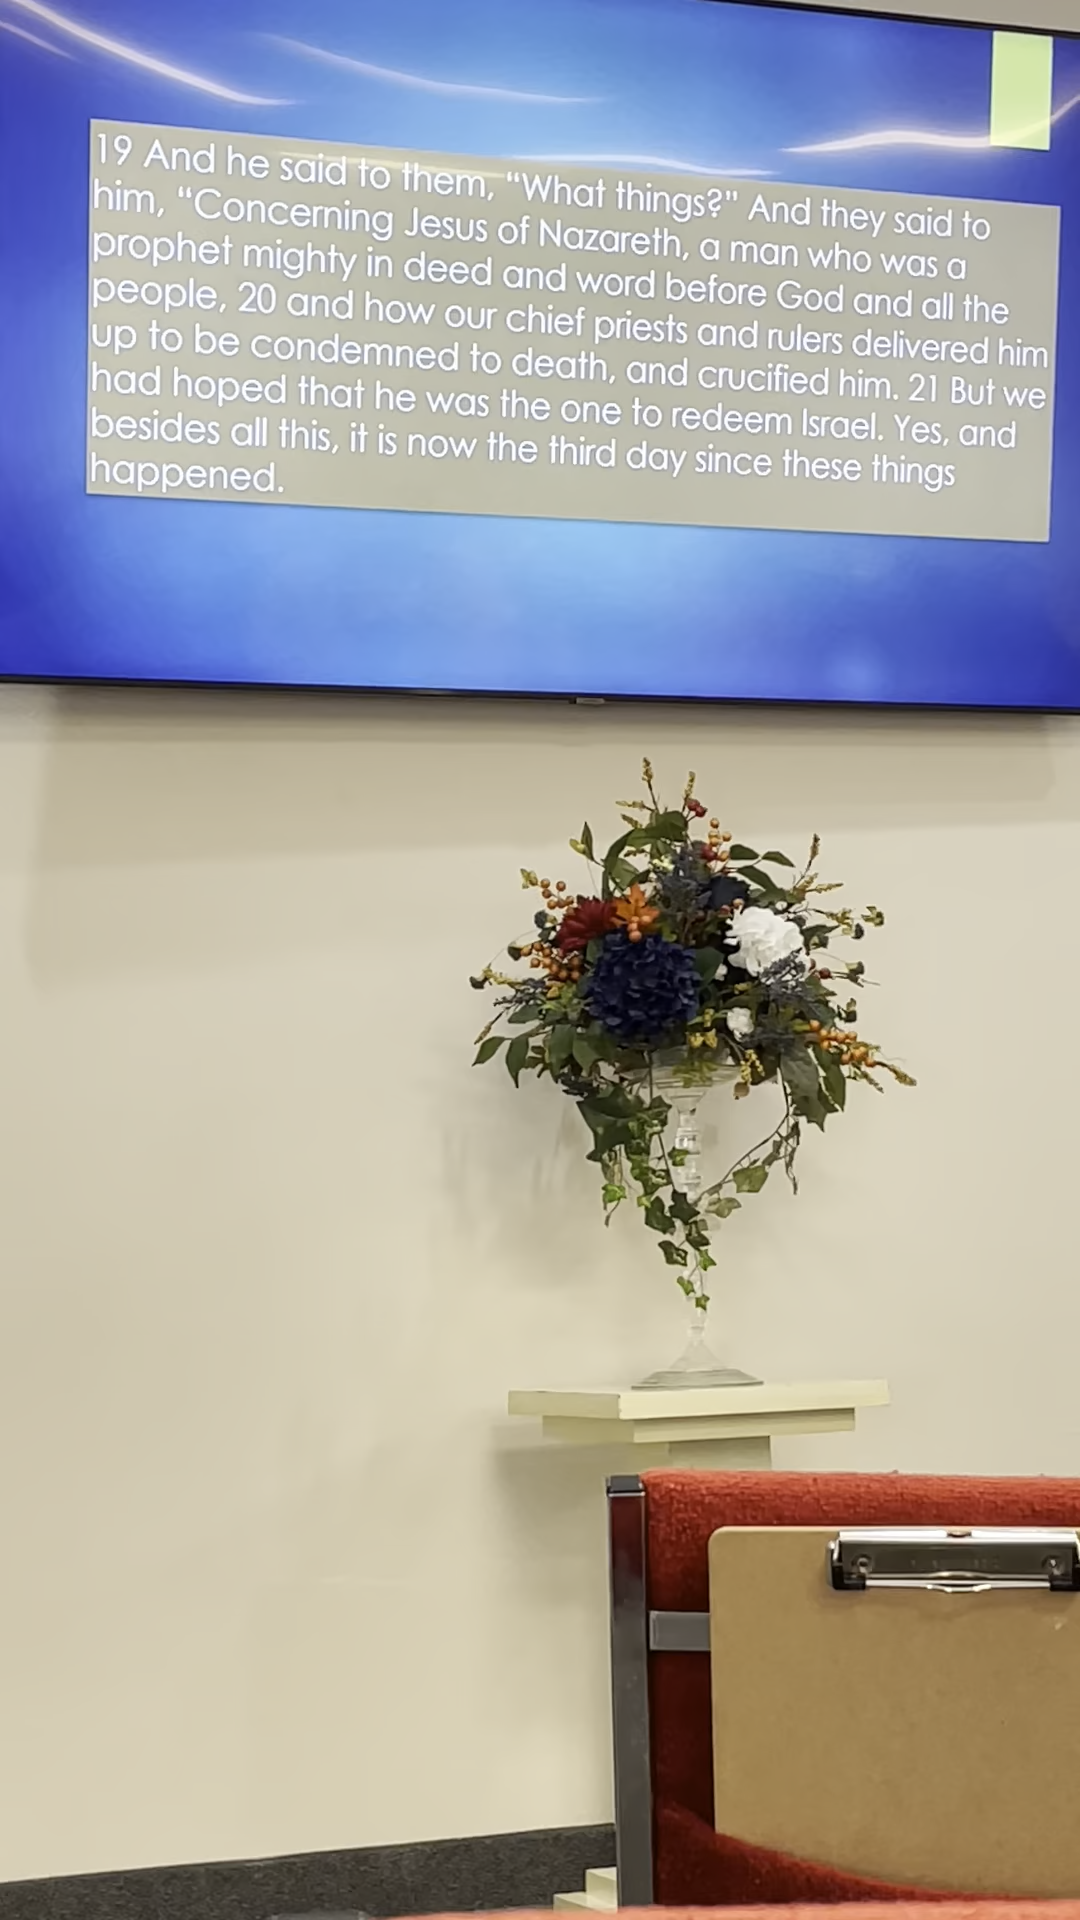 19 And he said to them, “What things?” And they said to
him, “Concerning Jesus of Nazareth, a man who was a
prophet mighty in deed and word before God and all the
people, 20 and how our chief priests and rulers delivered him
up to be condemned to death, and crucified him. 21 But we
had hoped that he was the one to redeem Israel. Yes, and
besides all this, it is now the third day since these things
happened.